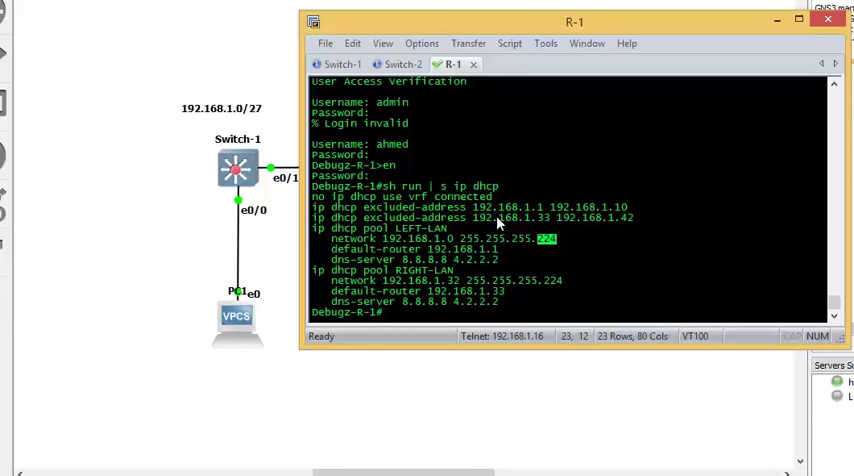 GNS3 man
R-1
File Edit View Options Transfer Script Tools Window Help
Switch-1 Switch-2 R-1
User Access Verification
Username: admin
Password:
% Login invalid
Username: ahmed
Password:
Debugz-R-1>en
Password:
Debugz-R-1#sh run | s ip dhcp
no ip dhcp use vrf connected
ip dhcp excluded-address 192.168.1.1 192.168.1.10
ip dhcp excluded-address 192.168.1.33 192.168.1.42
ip dhcp pool LEFT-LAN
network 192.168.1.0 255.255.255.224
default-router 192.168.1.1
dns-server 8.8.8.8 4.2.2.2
ip dhcp pool RIGHT-LAN
network 192.168.1.32 255.255.255.224
default-router 192.168.1.33
dns-server 8.8.8.8 4.2.2.2
Debugz-R-1#
Ready Telnet: 192.168.1.16 23, 12 23 Rows, 80 Cols VT100 CAP NUM
192.168.1.0/27
Switch-1
e0/1
e0/0
PC1
e0
VPCS
Servers Su
h
L